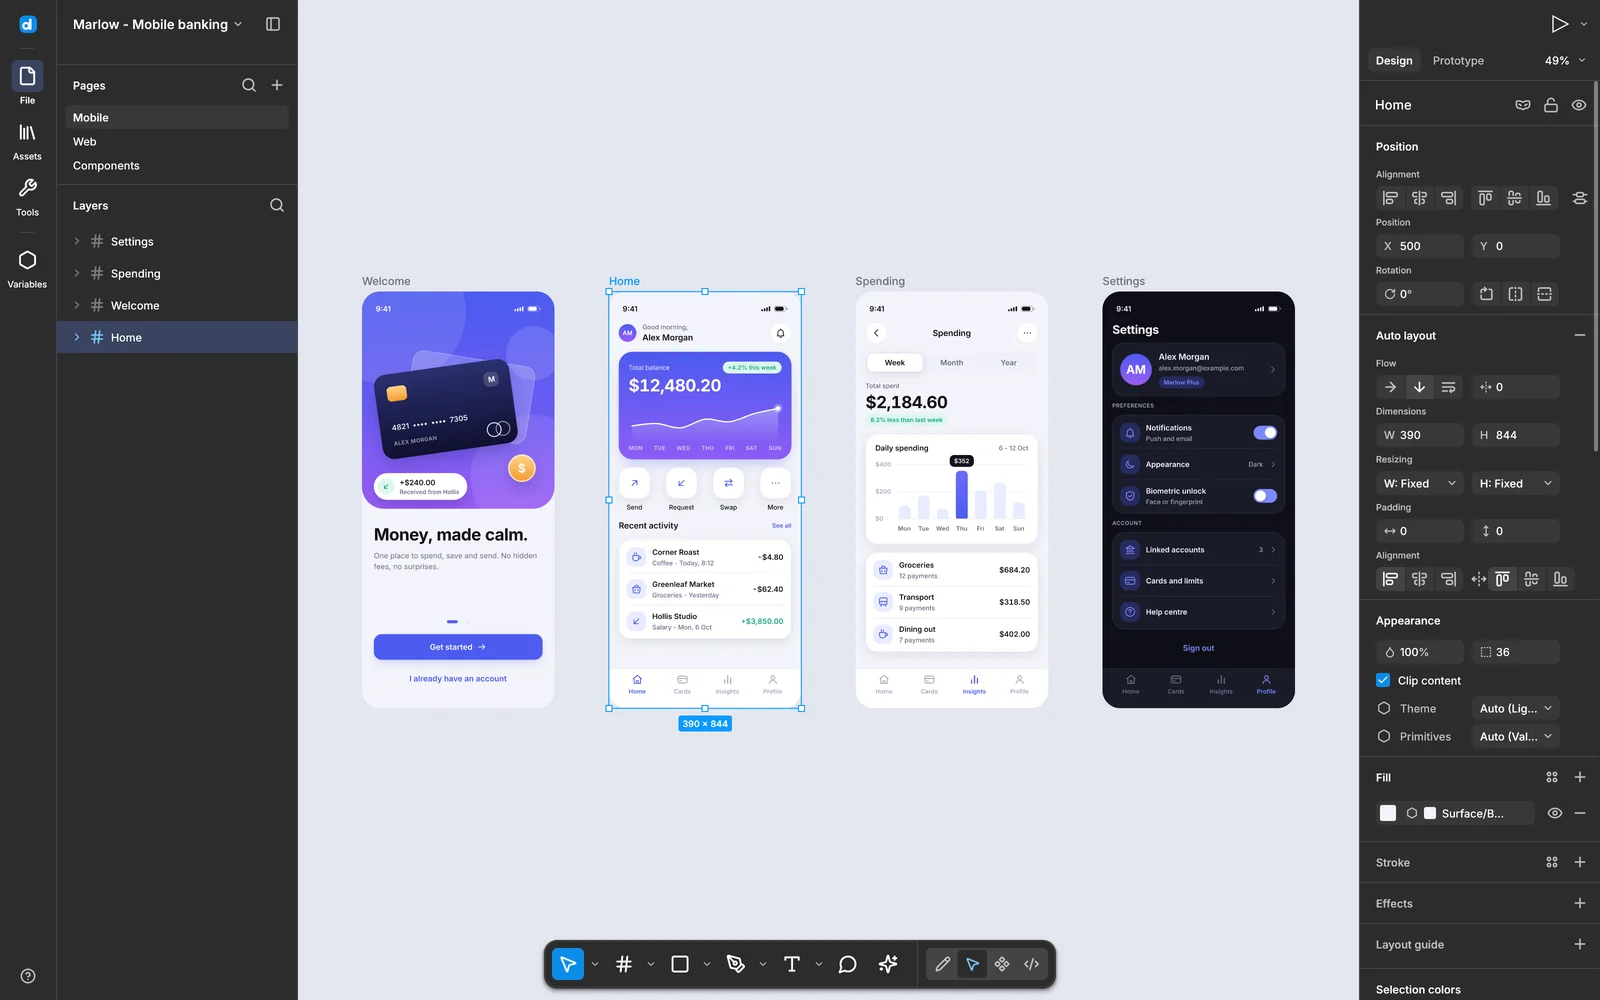 Marlow - Mobile banking
File
Assets
Tools
Variables
Pages
Mobile
Web
Components
Layers
Settings
Spending
Welcome
Home
Welcome
9:41
M
4821 •••• •••• 7305
ALEX MORGAN
$
+$240.00
Received from Hollis
Money, made calm.
One place to spend, save and send. No hidden
fees, no surprises.
Get started
I already have an account
Home
9:41
AM
Good morning,
Alex Morgan
Total balance
+4.2% this week
$12,480.20
MON TUE WED THU FRI SAT SUN
Send Request Swap More
Recent activity
See all
Corner Roast
Coffee · Today, 8:12
-$4.80
Greenleaf Market
Groceries · Yesterday
-$62.40
Hollis Studio
Salary · Mon, 6 Oct
+$3,850.00
Home Cards Insights Profile
390 × 844
Spending
9:41
Spending
Week Month Year
Total spent
$2,184.60
8.2% less than last week
Daily spending
6 - 12 Oct
$400
$352
$200
$0
Mon Tue Wed Thu Fri Sat Sun
Groceries
12 payments
$684.20
Transport
9 payments
$318.50
Dining out
7 payments
$402.00
Home Cards Insights Profile
Settings
9:41
Settings
AM
Alex Morgan
alex.morgan@example.com
Marlow Plus
PREFERENCES
Notifications
Push and email
Appearance
Dark
Biometric unlock
Face or fingerprint
ACCOUNT
Linked accounts
3
Cards and limits
Help centre
Sign out
Home Cards Insights Profile
Design
Prototype
49%
Home
Position
Alignment
Position
X 500
Y 0
Rotation
0°
Auto layout
Flow
0
Dimensions
W 390
H 844
Resizing
W: Fixed
H: Fixed
Padding
0
0
Alignment
Appearance
100%
36
Clip content
Theme
Auto (Lig...
Primitives
Auto (Val...
Fill
Surface/B...
Stroke
Effects
Layout guide
Selection colors